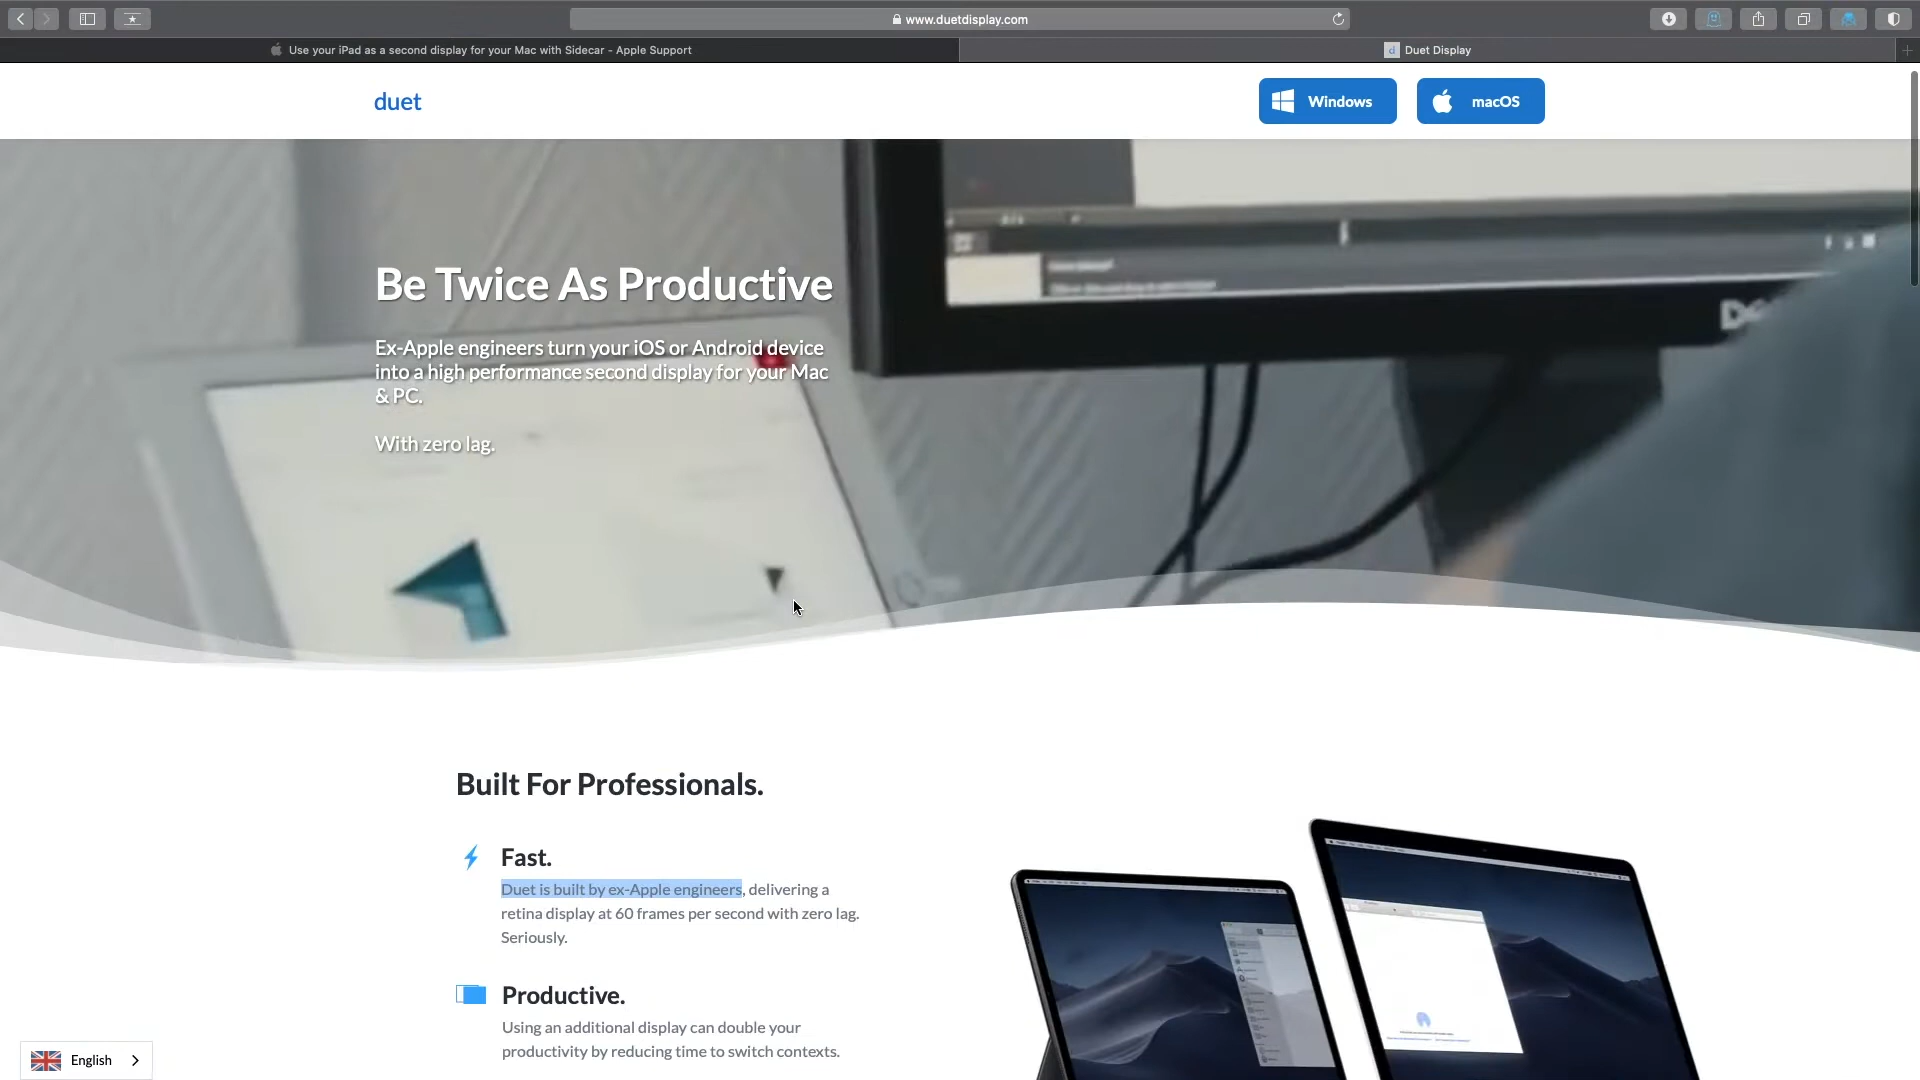 www.duetdisplay.com
Use your iPad as a second display for your Mac with Sidecar - Apple Support
d Duet Display
duet
Windows
macOS
Be Twice As Productive
Ex-Apple engineers turn your iOS or Android device
into a high performance second display for your Mac
& PC.
With zero lag.
Built For Professionals.
Fast.
Duet is built by ex-Apple engineers, delivering a
retina display at 60 frames per second with zero lag.
Seriously.
Productive.
Using an additional display can double your
productivity by reducing time to switch contexts.
English